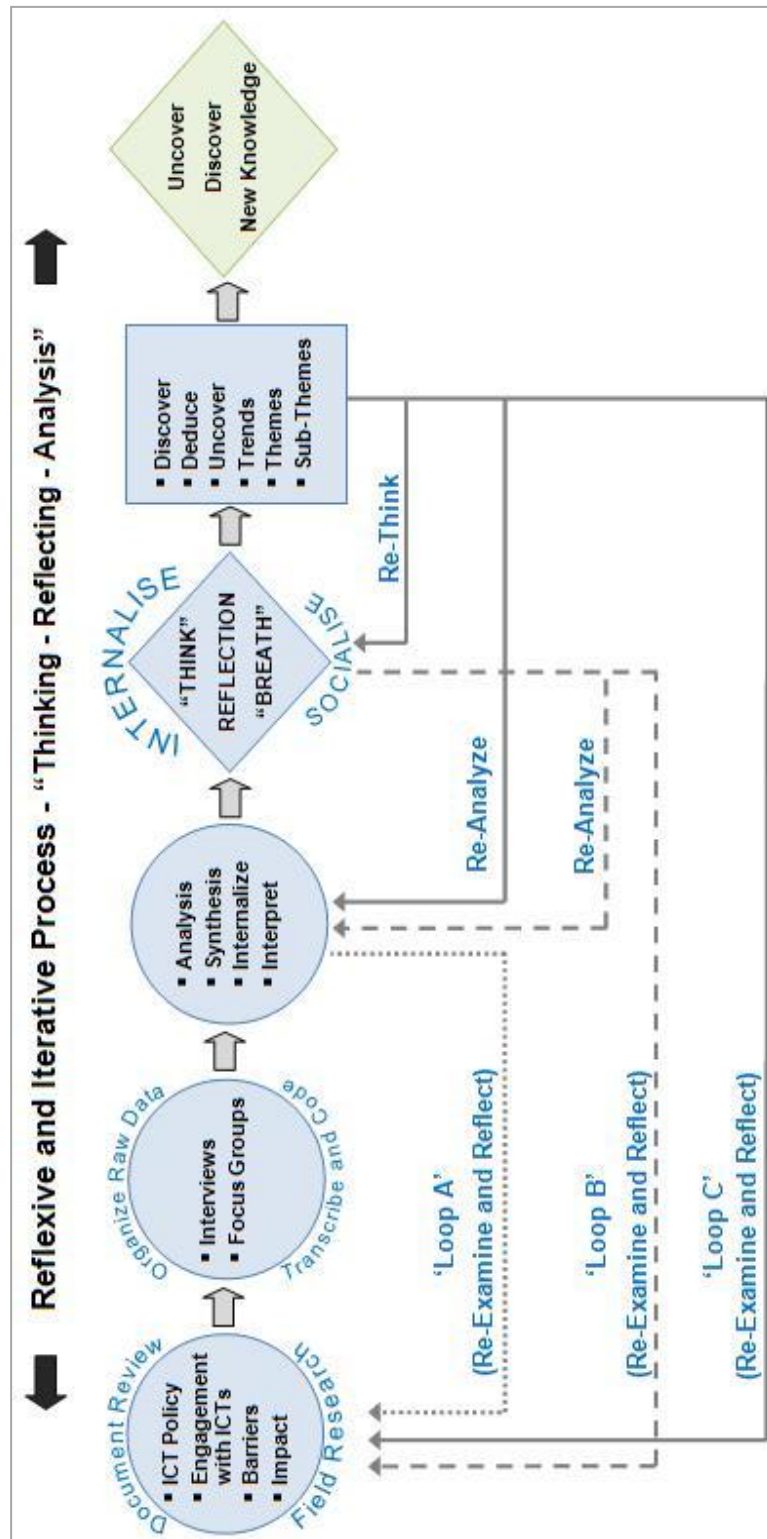 Reflexive and Iterative Process - “Thinking - Reflecting - Analysis”
Document Review
▪ ICT Policy
▪ Engagement
with ICTs
▪ Barriers
▪ Impact
Field Research
Organize Raw Data
▪ Interviews
▪ Focus Groups
Transcribe and Code
▪ Analysis
▪ Synthesis
▪ Internalize
▪ Interpret
INTERNALISE
“THINK”
REFLECTION
“BREATH”
SOCIALISE
▪ Discover
▪ Deduce
▪ Uncover
▪ Trends
▪ Themes
▪ Sub-Themes
Uncover
Discover
New Knowledge
Re-Think
‘Loop A’
(Re-Examine and Reflect)
Re-Analyze
‘Loop B’
(Re-Examine and Reflect)
Re-Analyze
‘Loop C’
(Re-Examine and Reflect)